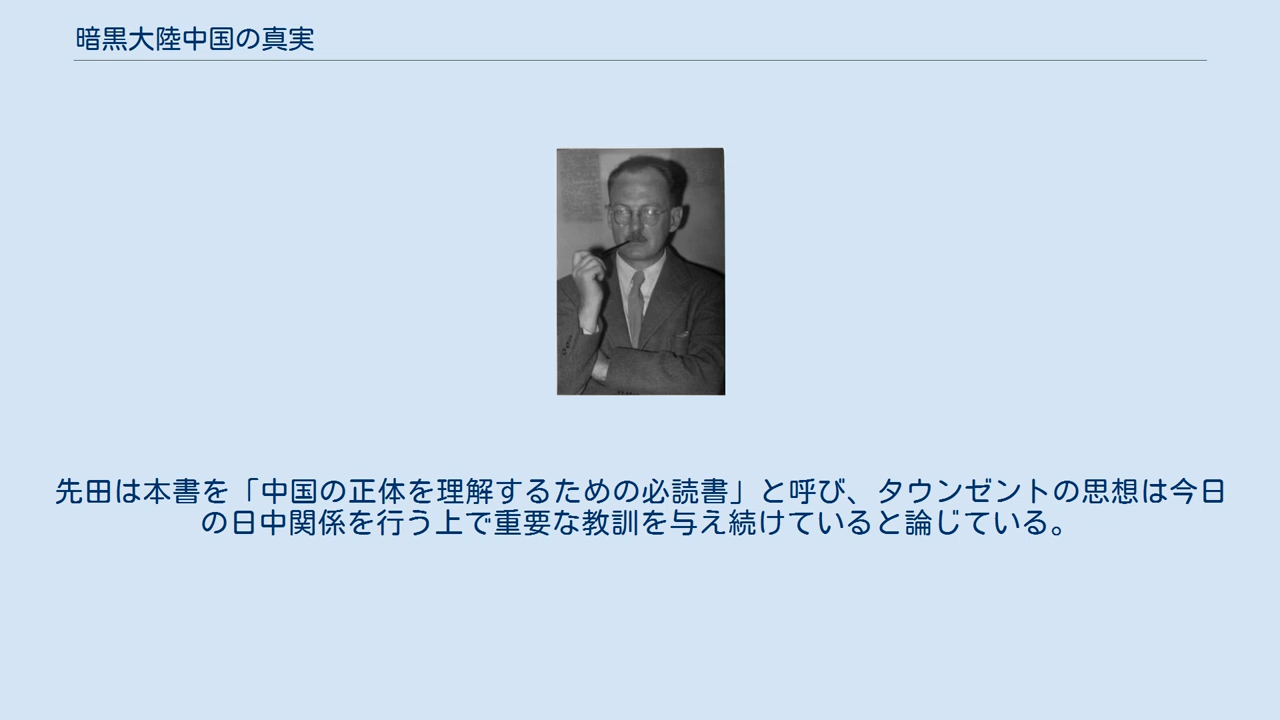 暗黒大陸中国の真実
先田は本書を「中国の正体を理解するための必読書」と呼び、タウンゼントの思想は今日
の日中関係を行う上で重要な教訓を与え続けていると論じている。